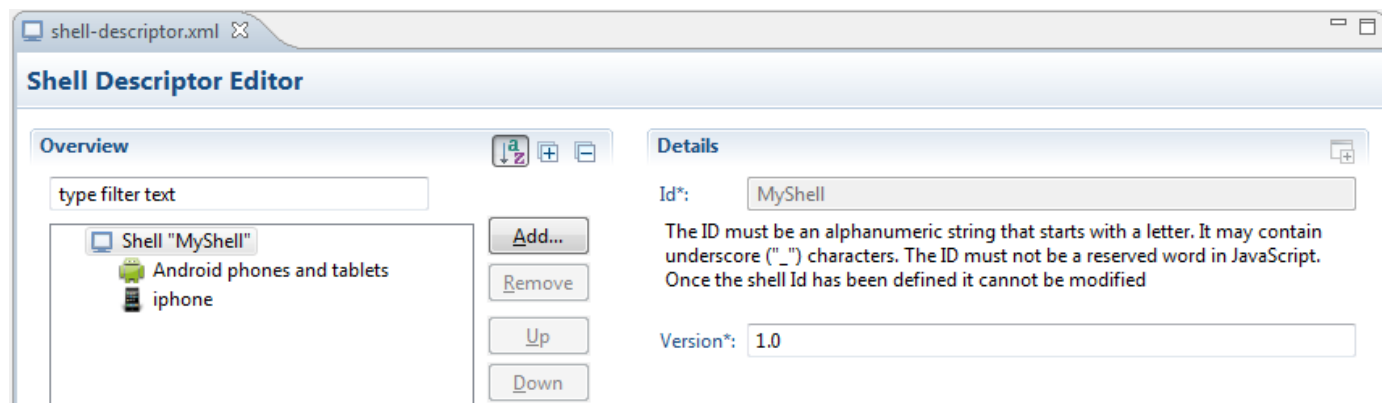 shell-descriptor.xml
Shell Descriptor Editor
Overview
type filter text
Shell "MyShell"
Android phones and tablets
iphone
Add...
Remove
Up
Down
Details
Id*:
MyShell
The ID must be an alphanumeric string that starts with a letter. It may contain
underscore ("_") characters. The ID must not be a reserved word in JavaScript.
Once the shell Id has been defined it cannot be modified
Version*: 1.0